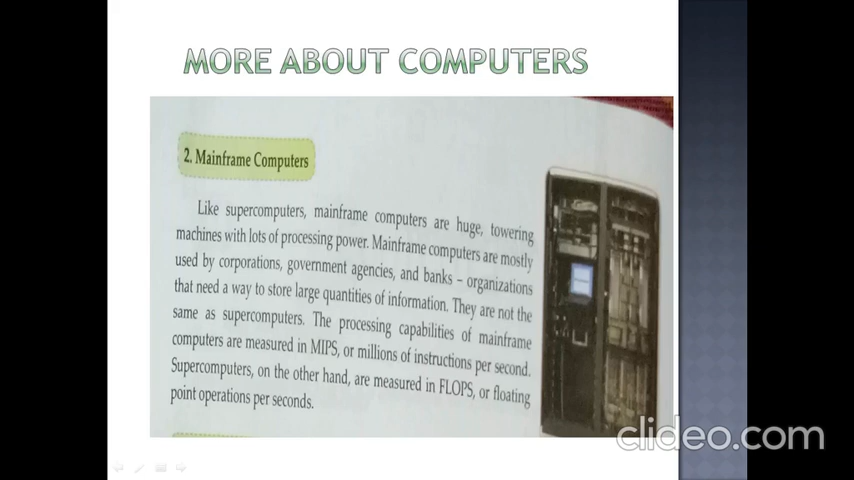 MORE ABOUT COMPUTERS
2. Mainframe Computers
Like supercomputers, mainframe computers are huge, towering
machines with lots of processing power. Mainframe computers are mostly
used by corporations, government agencies, and banks – organizations
that need a way to store large quantities of information. They are not the
same as supercomputers. The processing capabilities of mainframe
computers are measured in MIPS, or millions of instructions per second.
Supercomputers, on the other hand, are measured in FLOPS, or floating
point operations per seconds.
clideo.com